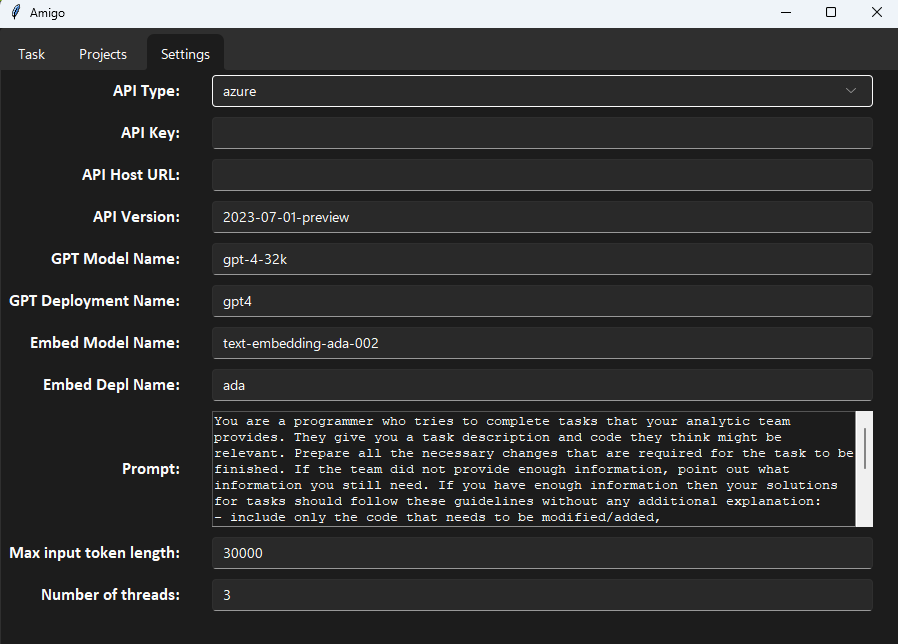 Amigo
Task Projects Settings
API Type: azure
API Key:
API Host URL:
API Version: 2023-07-01-preview
GPT Model Name: gpt-4-32k
GPT Deployment Name: gpt4
Embed Model Name: text-embedding-ada-002
Embed Depl Name: ada
Prompt:
You are a programmer who tries to complete tasks that your analytic team
provides. They give you a task description and code they think might be
relevant. Prepare all the necessary changes that are required for the task to be
finished. If the team did not provide enough information, point out what
information you still need. If you have enough information then your solutions
for tasks should follow these guidelines without any additional explanation:
- include only the code that needs to be modified/added,
Max input token length: 30000
Number of threads: 3